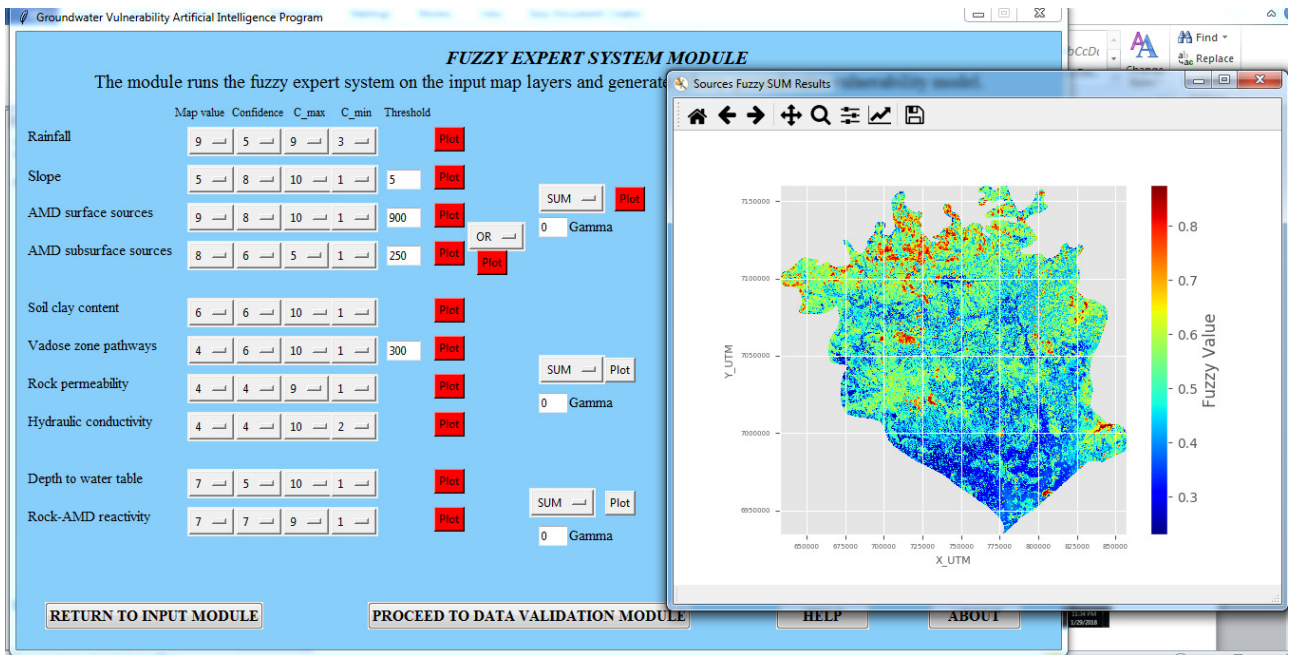 Groundwater Vulnerability Artificial Intelligence Program
FUZZY EXPERT SYSTEM MODULE
The module runs the fuzzy expert system on the input map layers and generate
Map value Confidence C_max C_min Threshold
Rainfall 9 5 9 3 Plot
Slope 5 8 10 1 5 Plot
SUM Plot
AMD surface sources 9 8 10 1 900 Plot
0 Gamma
OR
AMD subsurface sources 8 6 5 1 250 Plot
Plot
Soil clay content 6 6 10 1 Plot
Vadose zone pathways 4 6 10 1 300 Plot
SUM Plot
Rock permeability 4 4 9 1 Plot
0 Gamma
Hydraulic conductivity 4 4 10 2 Plot
Depth to water table 7 5 10 1 Plot
SUM Plot
Rock-AMD reactivity 7 7 9 1 Plot
0 Gamma
RETURN TO INPUT MODULE
PROCEED TO DATA VALIDATION MODULE
HELP
ABOUT
Sources Fuzzy SUM Results
7150000
7100000
7050000
7000000
6950000
Y_UTM
650000 675000 700000 725000 750000 775000 800000 825000 850000
X_UTM
0.8
0.7
0.6
0.5
0.4
0.3
Fuzzy Value
Find
Replace
1/29/2018